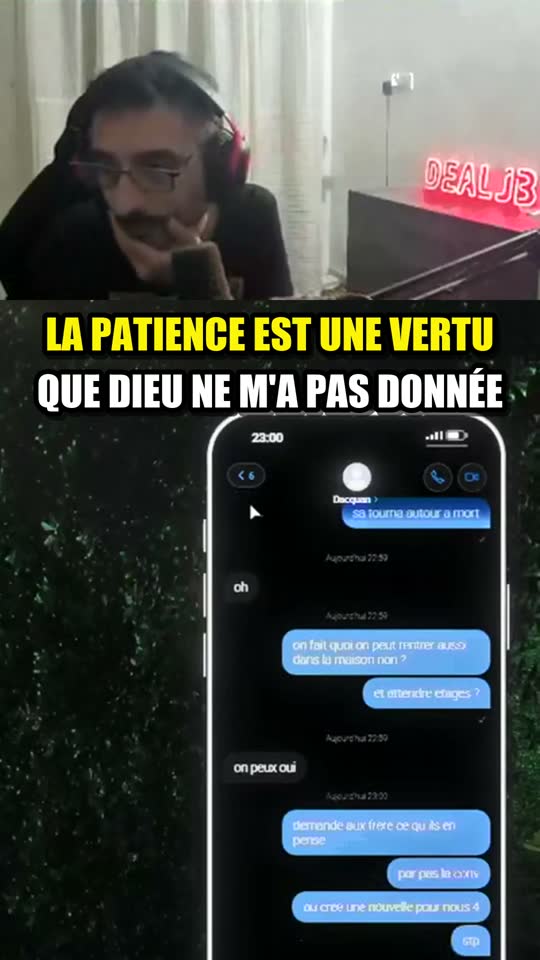 DEALJB
LA PATIENCE EST UNE VERTU
QUE DIEU NE M'A PAS DONNÉE
23:00
6
Dacquan
sa tourna autour a mort
Aujourd'hui 22:59
oh
Aujourd'hui 22:59
on fait quoi on peut rentrer aussi
dans la maison non ?
et attendre etages ?
Aujourd'hui 22:59
on peux oui
Aujourd'hui 23:00
demande aux frere ce qu ils en
pense
par pas la conv
ou crée une nouvelle pour nous 4
stp